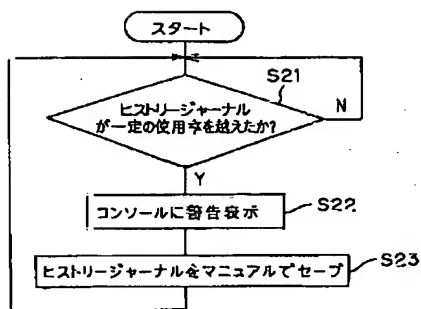 スタート
S21
ヒストリージャーナル
が一定の使用率を越えたか?
N
Y
コンソールに警告表示
S22
ヒストリージャーナルをマニュアルでセーブ
S23